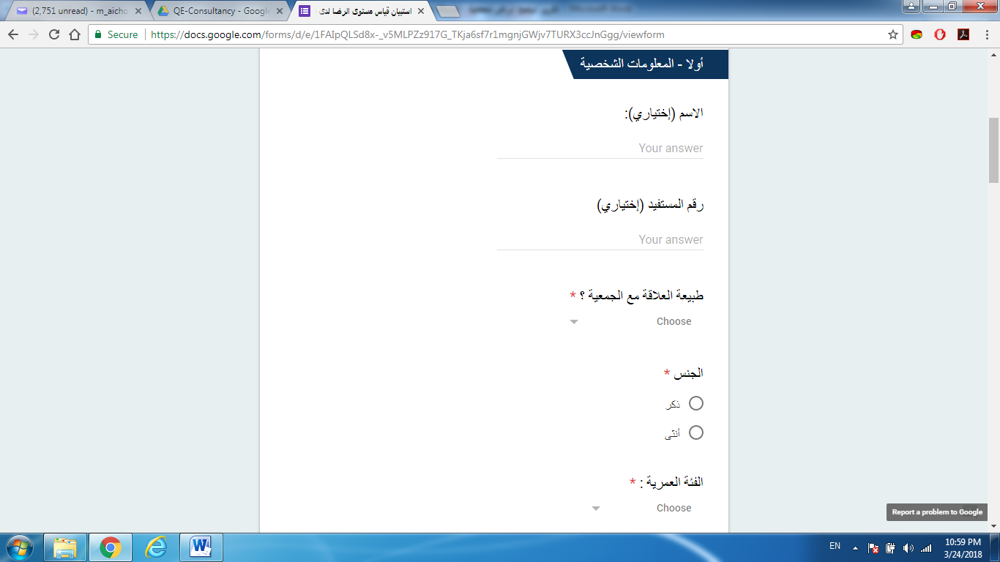 (2,751 unread) - m_aicho
QE-Consultancy - Google
استبيان قياس مستوى الرضا لدى
Secure
https://docs.google.com/forms/d/e/1FAIpQLSd8x-_v5MLPZz917G_TKja6sf7r1mgnjGWjv7TURX3ccJnGgg/viewform
أولا - المعلومات الشخصية
الاسم (إختياري):
Your answer
رقم المستفيد (إختياري)
Your answer
طبيعة العلاقة مع الجمعية ؟ *
Choose
الجنس *
ذكر
أنثى
الفئة العمرية : *
Choose
Report a problem to Google
EN
10:59 PM
3/24/2018